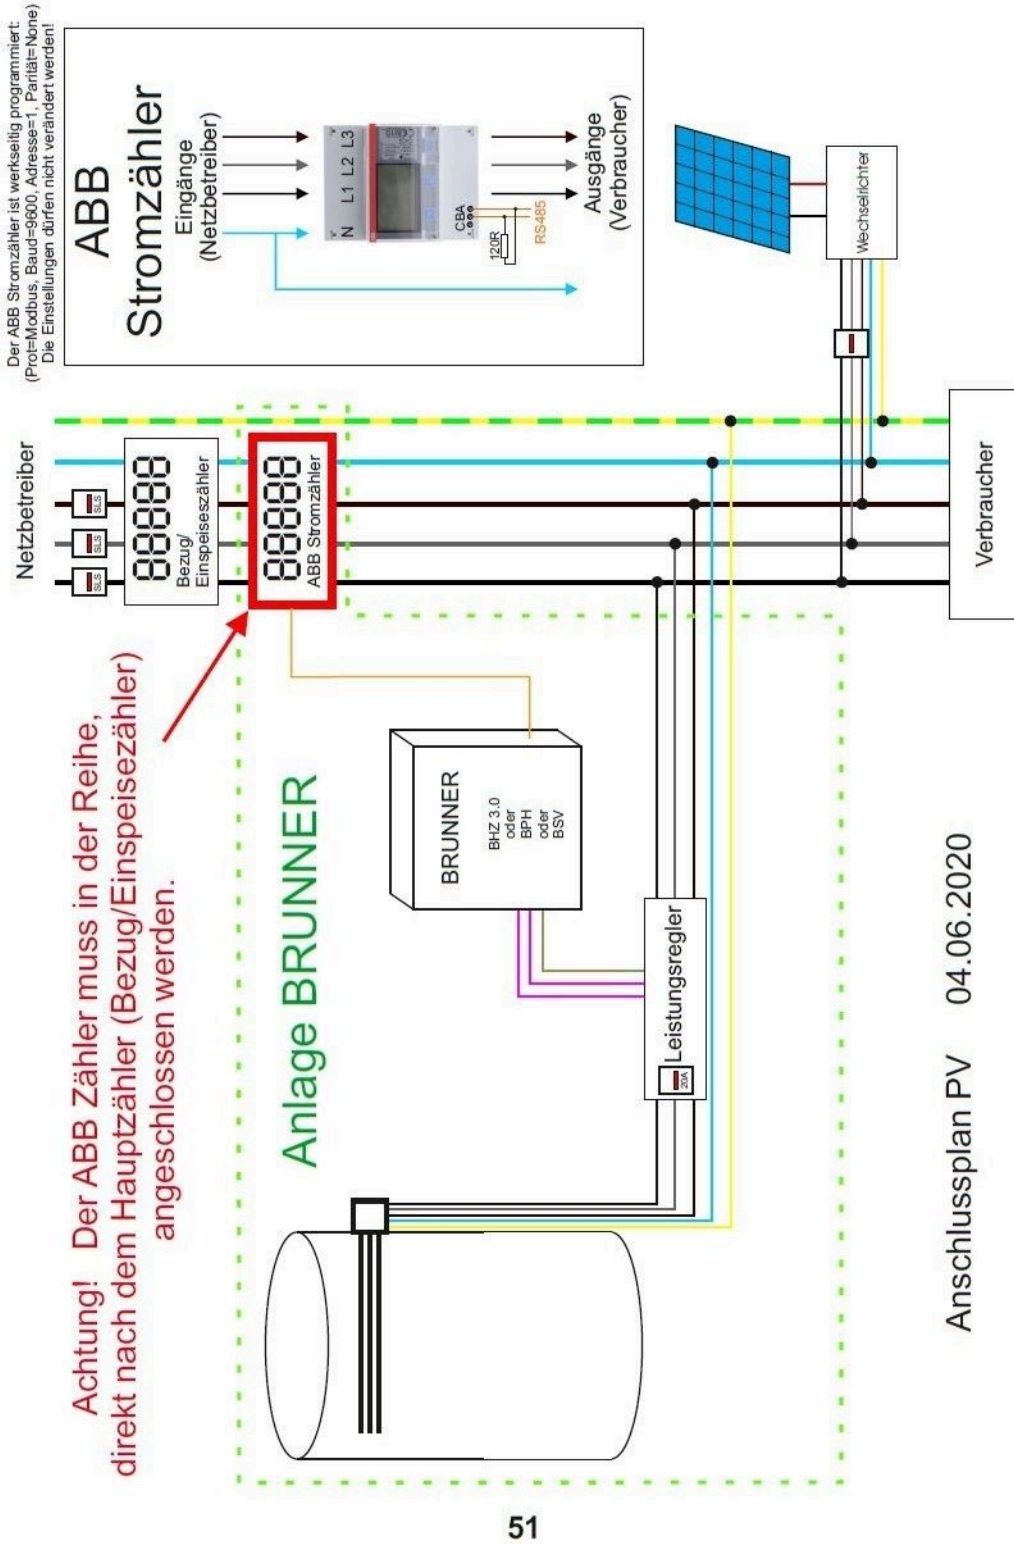 Achtung! Der ABB Zähler muss in der Reihe,
direkt nach dem Hauptzähler (Bezug/Einspeisezähler)
angeschlossen werden.
Netzbetreiber
SLS
SLS
SLS
Bezug/
Einspeiseszähler
88888
ABB Stromzähler
88888
Der ABB Stromzähler ist werkseitig programmiert:
(Prot=Modbus, Baud=9600, Adresse=1, Parität=None)
Die Einstellungen dürfen nicht verändert werden!
ABB
Stromzähler
Eingänge
(Netzbetreiber)
N L1 L2 L3
CBA
120R
RS485
Ausgänge
(Verbraucher)
Anlage BRUNNER
BRUNNER
BHZ 3.0
oder
BPH
oder
BSV
Leistungsregler
20A
Wechselrichter
Verbraucher
Anschlussplan PV 04.06.2020
51